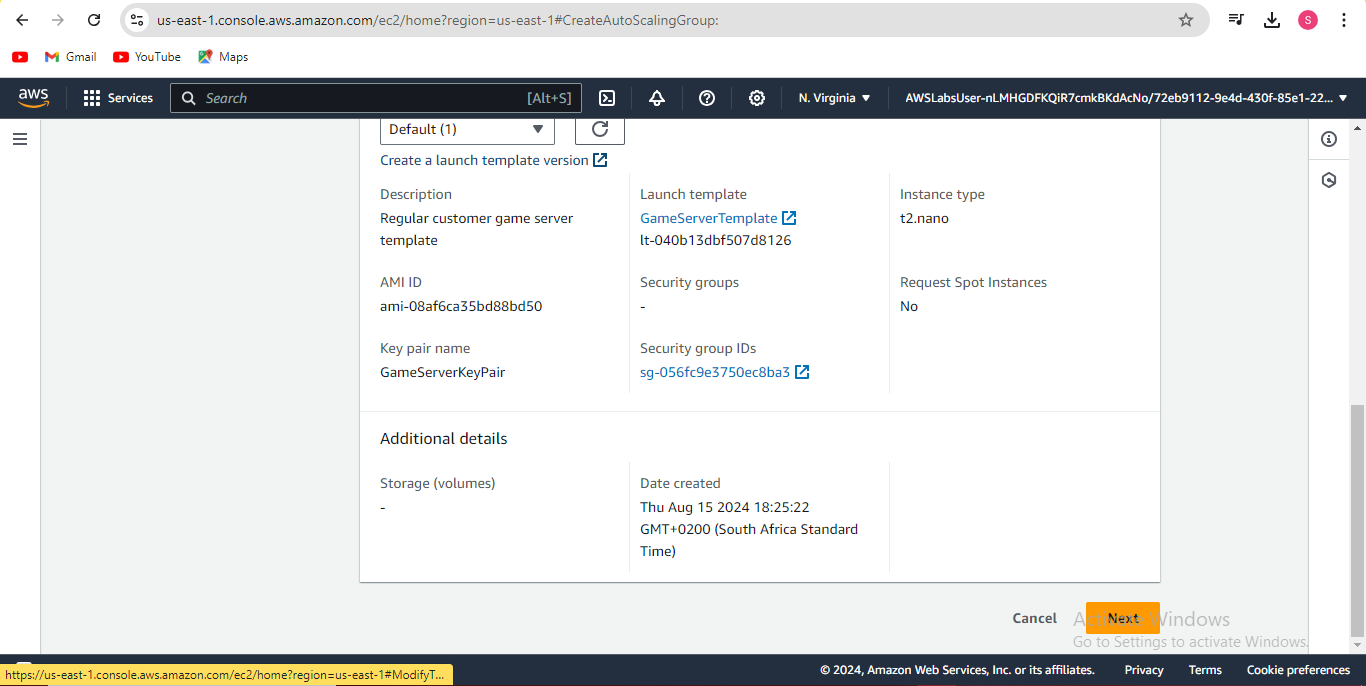 us-east-1.console.aws.amazon.com/ec2/home?region=us-east-1#CreateAutoScalingGroup:
S
Gmail
YouTube
Maps
aws
Services
Search
[Alt+S]
N. Virginia
AWSLabsUser-nLMHGDFKQiR7cmkBKdAcNo/72eb9112-9e4d-430f-85e1-22...
Default (1)
Create a launch template version
Description
Regular customer game server
template
Launch template
GameServerTemplate
lt-040b13dbf507d8126
Instance type
t2.nano
AMI ID
ami-08af6ca35bd88bd50
Security groups
-
Request Spot Instances
No
Key pair name
GameServerKeyPair
Security group IDs
sg-056fc9e3750ec8ba3
Additional details
Storage (volumes)
-
Date created
Thu Aug 15 2024 18:25:22
GMT+0200 (South Africa Standard
Time)
Cancel
Next
Activate Windows
Go to Settings to activate Windows.
https://us-east-1.console.aws.amazon.com/ec2/home?region=us-east-1#ModifyT...
© 2024, Amazon Web Services, Inc. or its affiliates.
Privacy
Terms
Cookie preferences